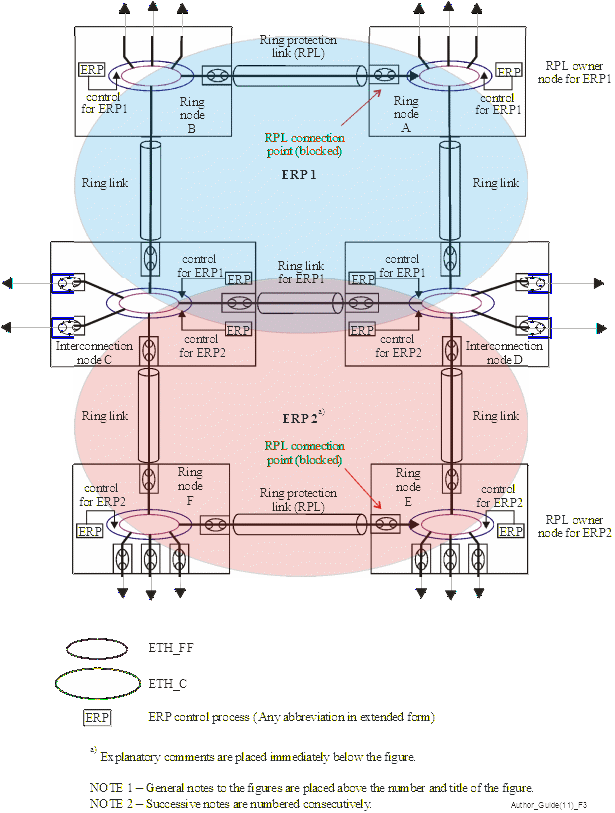 Ring protection
link (RPL)
ERP
control
for ERP1
Ring
node
B
RPL connection
point (blocked)
Ring
node
A
ERP
control
for ERP1
RPL owner
node for ERP1
ERP 1
Ring link
Ring link
control
for ERP1
ERP
Ring link
for ERP1
control
for ERP1
ERP
ERP
control
for ERP2
ERP
control
for ERP2
Interconnection
node C
Interconnection
node D
Ring link
Ring link
ERP 2 a)
RPL connection
point (blocked)
Ring
node
F
control
for ERP2
ERP
Ring protection
link (RPL)
Ring
node
E
control
for ERP2
ERP
RPL owner
node for ERP2
ETH_FF
ETH_C
ERP
ERP control process (Any abbreviation in extended form)
a) Explanatory comments are placed immediately below the figure.
NOTE 1 – General notes to the figures are placed above the number and title of the figure.
NOTE 2 – Successive notes are numbered consecutively.
Author_Guide(11)_F3